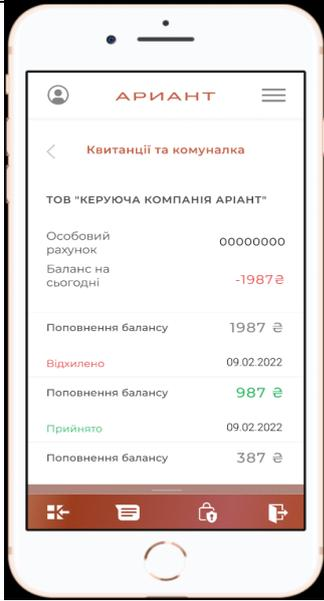 АРИАНТ
Квитанції та комуналка
ТОВ "КЕРУЮЧА КОМПАНІЯ АРІАНТ"
Особовий
рахунок 00000000
Баланс на
сьогодні -1987₴
Поповнення балансу 1987 ₴
Відхилено 09.02.2022
Поповнення балансу 987 ₴
Прийнято 09.02.2022
Поповнення балансу 387 ₴